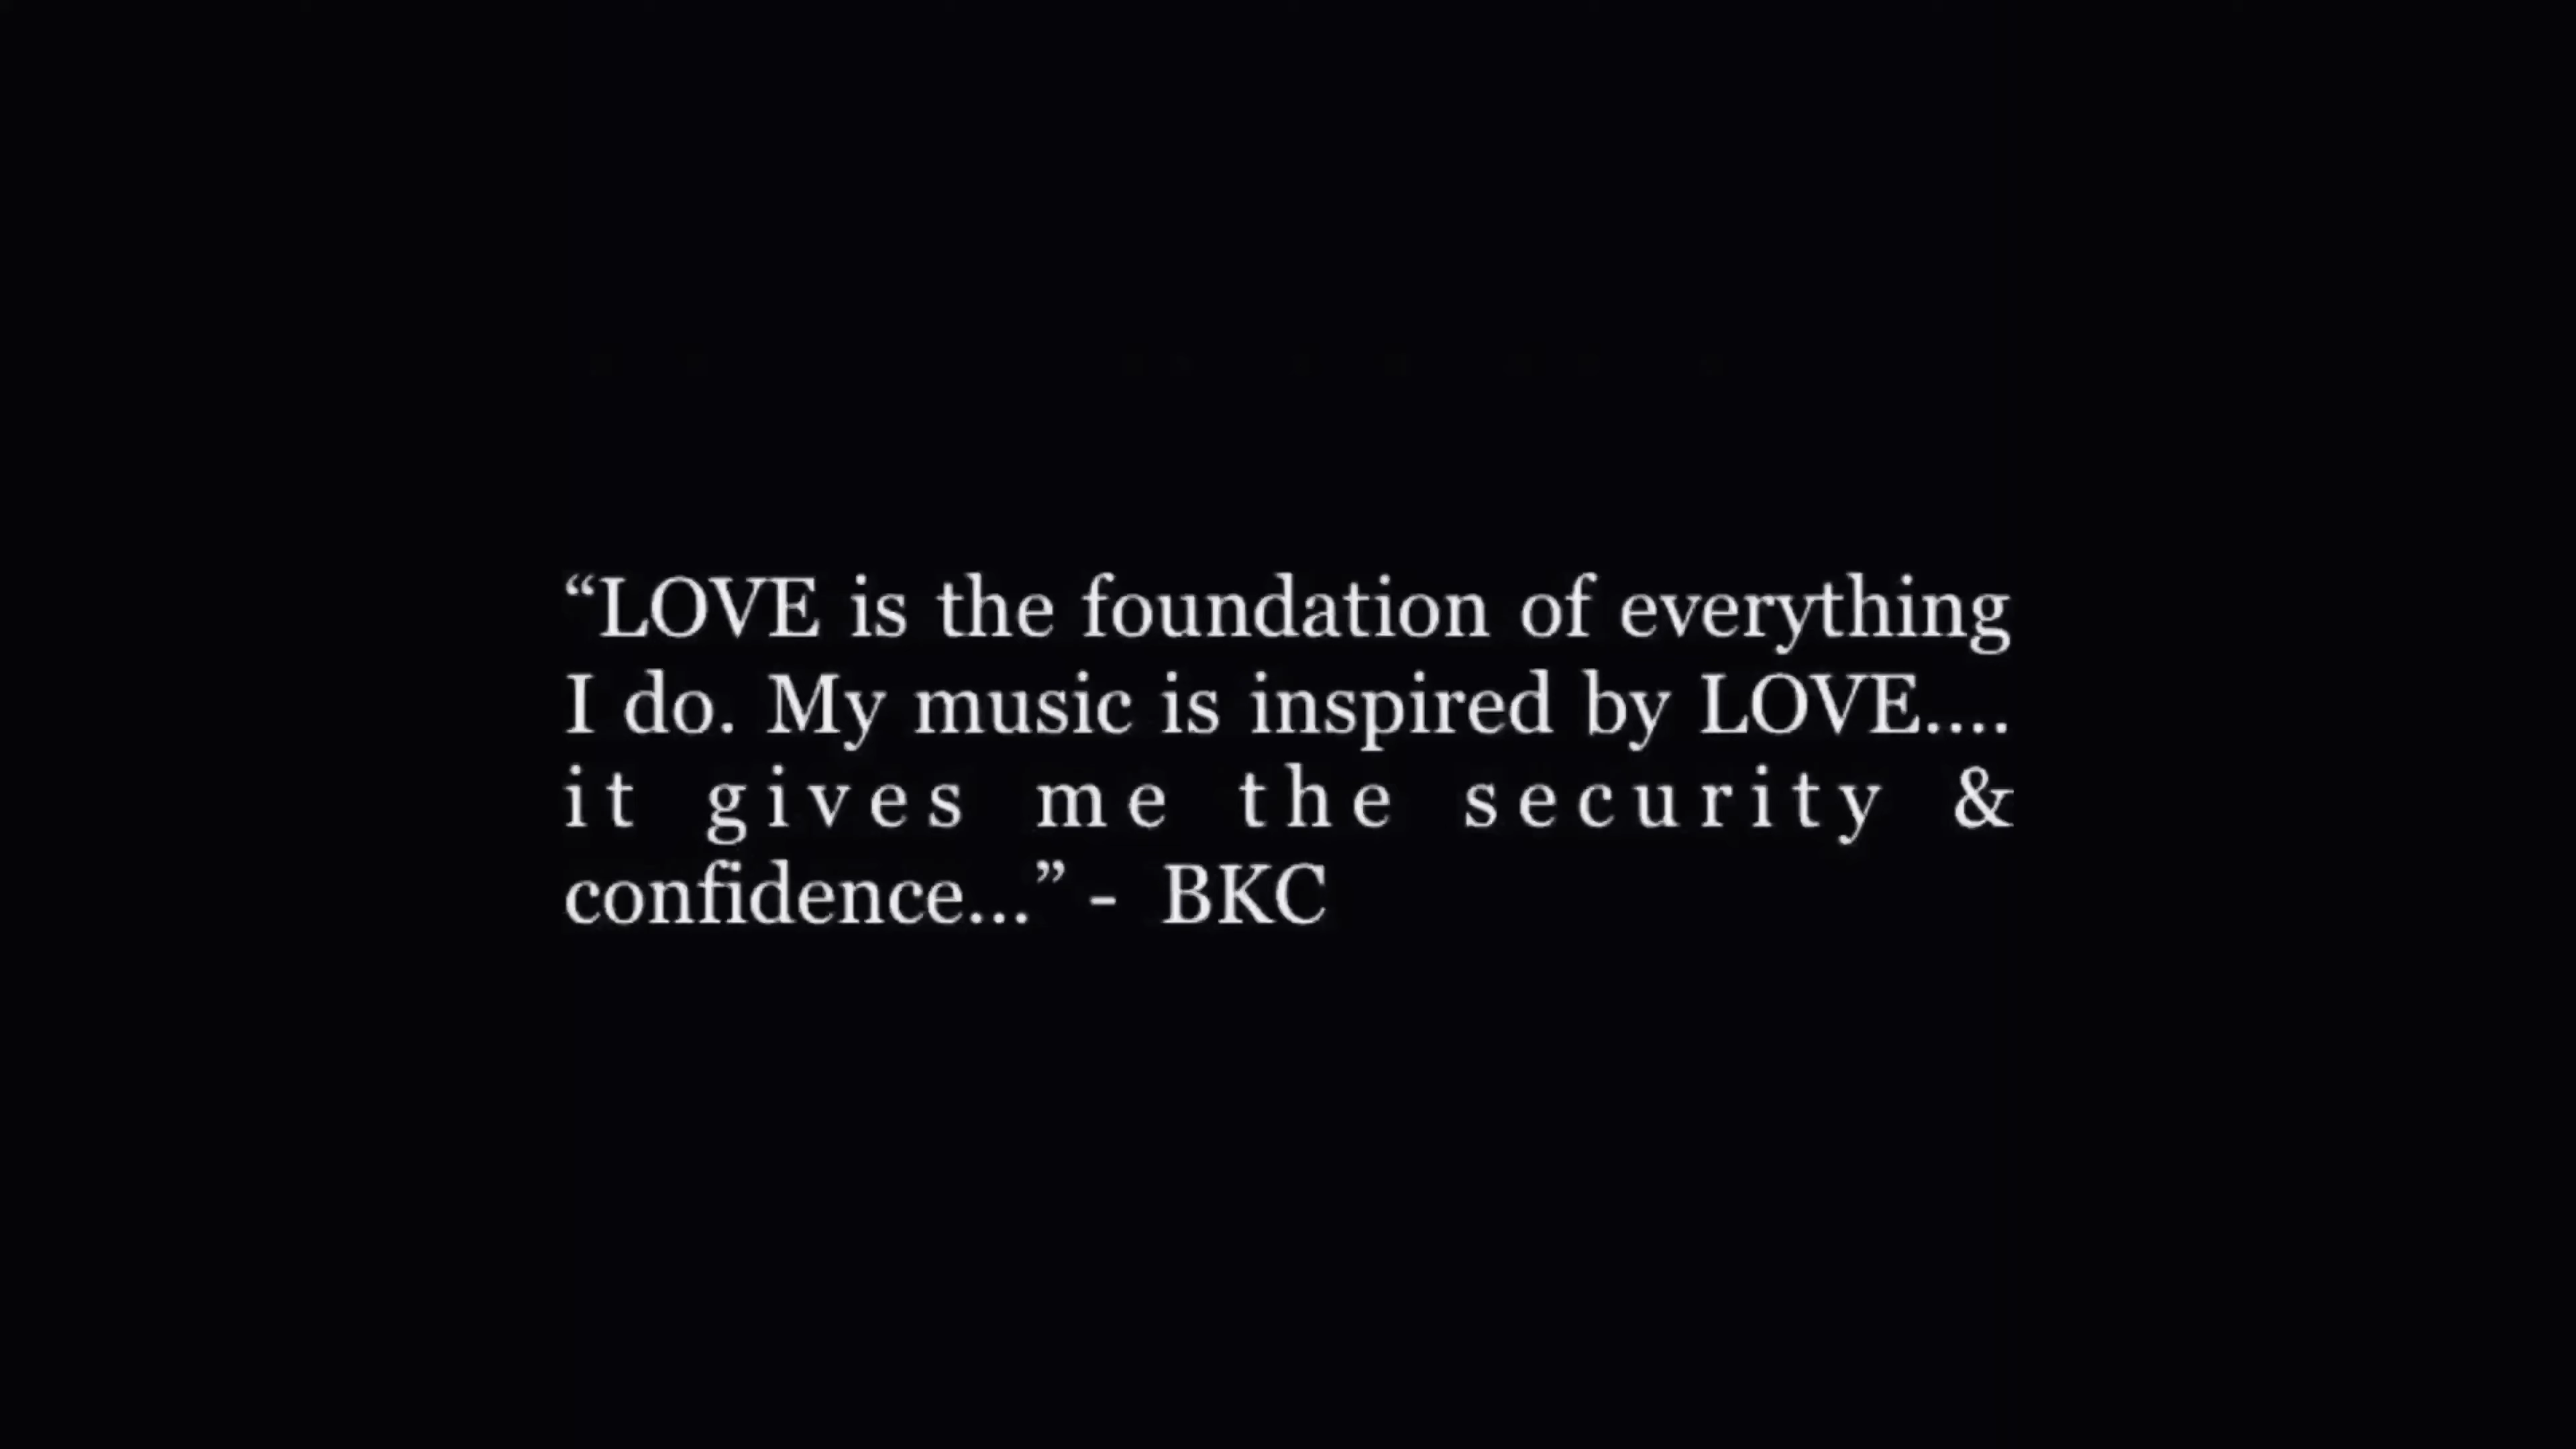 “LOVE is the foundation of everything
I do. My music is inspired by LOVE....
it gives me the security &
confidence...” - BKC